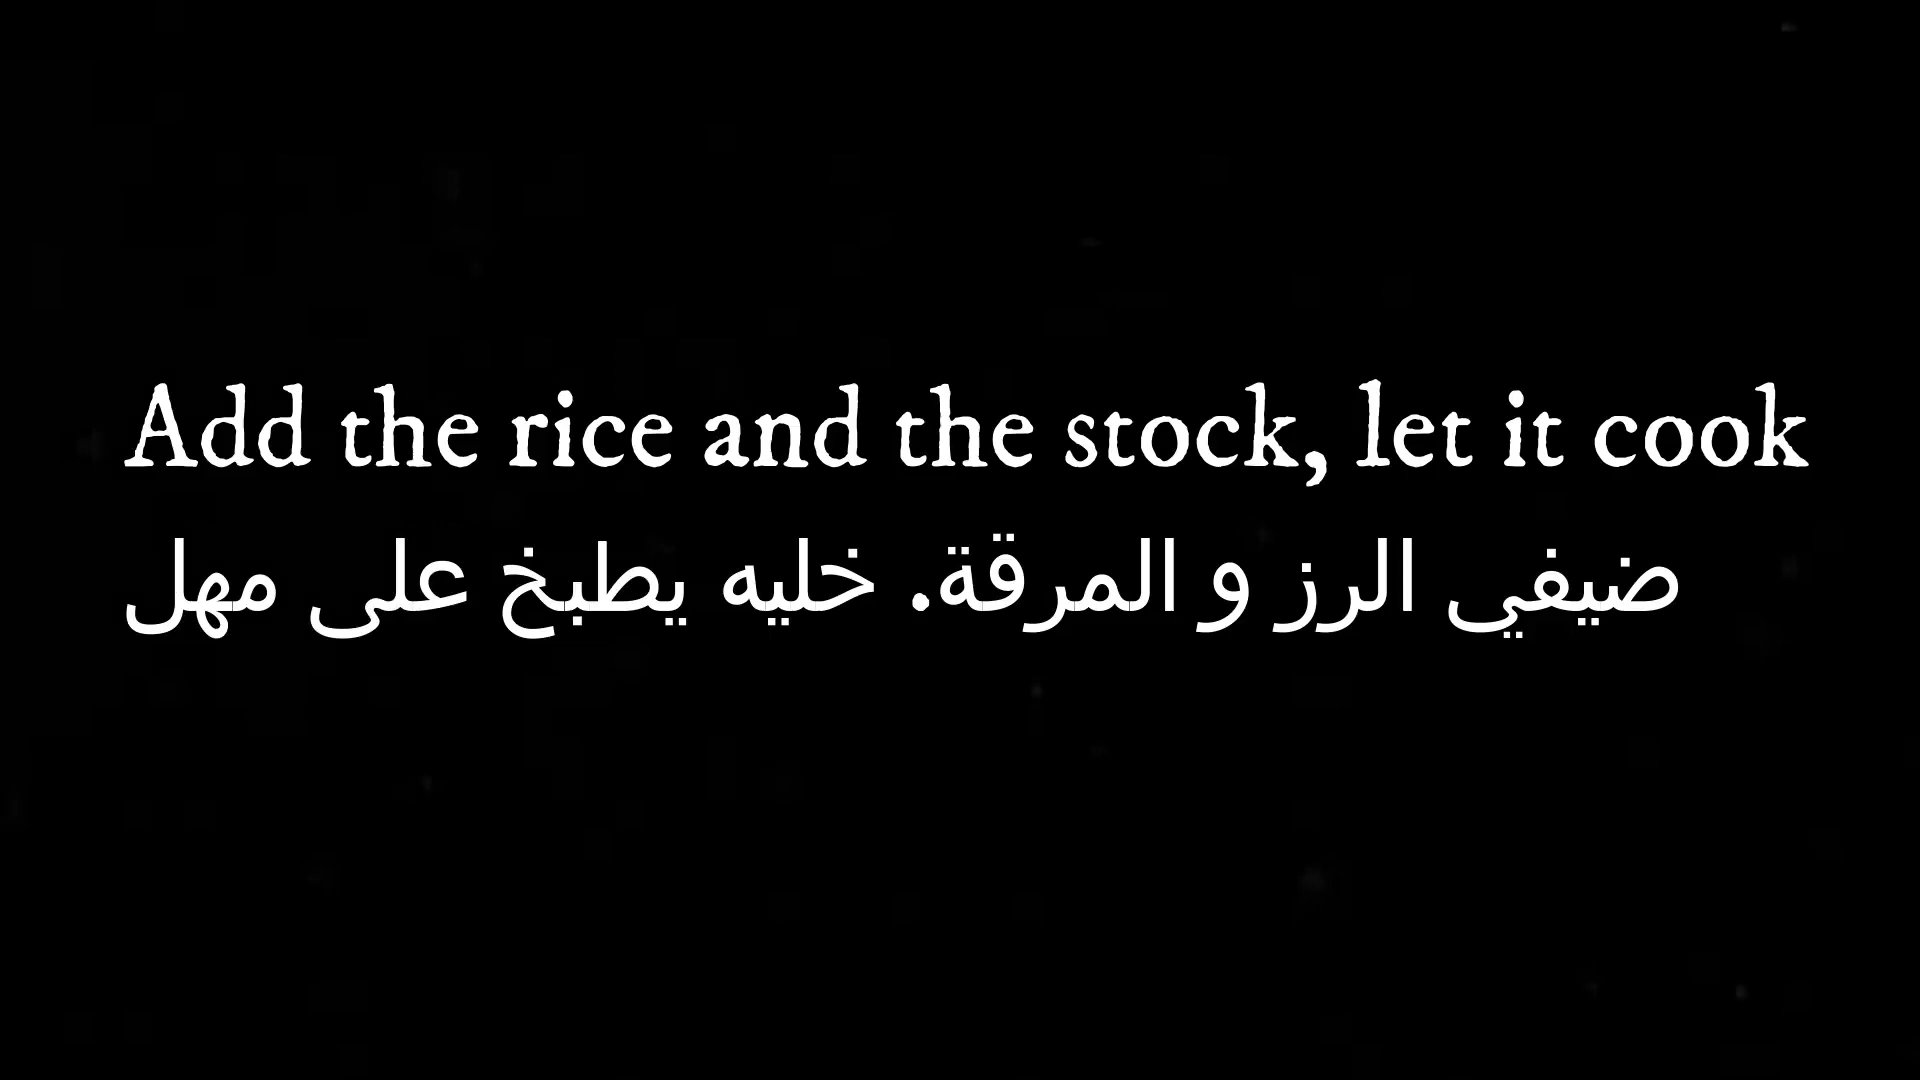 Add the rice and the stock, let it cook
ضيفي الرز و المرقة. خليه يطبخ على مهل